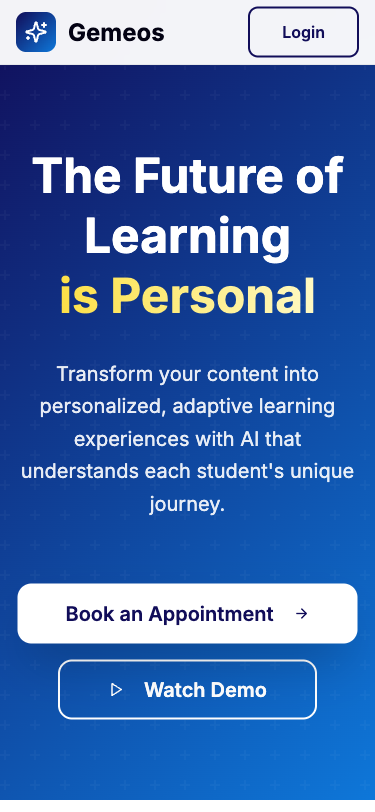 Gemeos
Login
The Future of
Learning
is Personal
Transform your content into
personalized, adaptive learning
experiences with AI that
understands each student's unique
journey.
Book an Appointment
Watch Demo